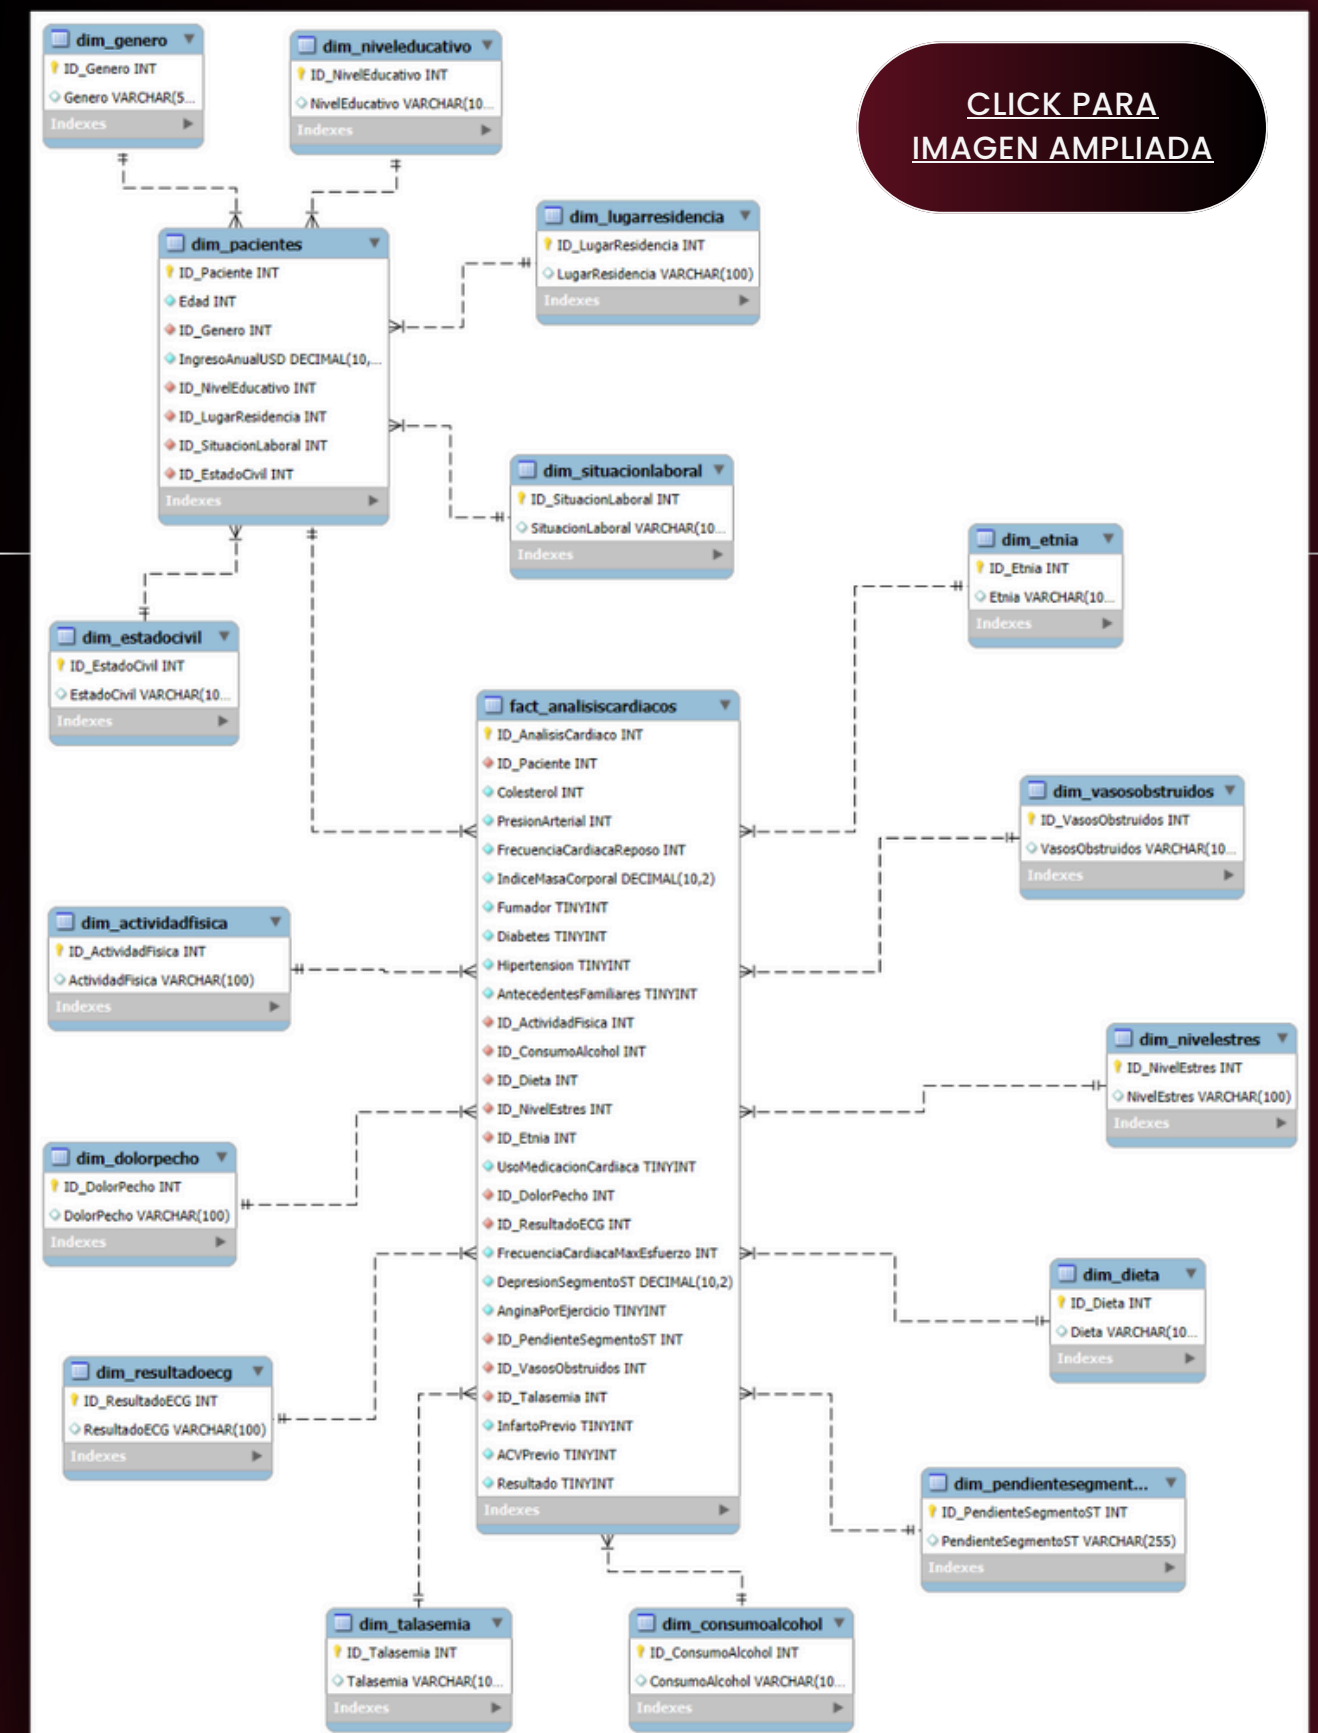 dim_genero
ID_Genero INT
Genero VARCHAR(5...
Indexes
dim_niveleducativo
ID_NivelEducativo INT
NivelEducativo VARCHAR(10...
Indexes
CLICK PARA
IMAGEN AMPLIADA
dim_lugarresidencia
ID_LugarResidencia INT
LugarResidencia VARCHAR(100)
Indexes
dim_pacientes
ID_Paciente INT
Edad INT
ID_Genero INT
IngresoAnualUSD DECIMAL(10,...
ID_NivelEducativo INT
ID_LugarResidencia INT
ID_SituacionLaboral INT
ID_EstadoCivil INT
Indexes
dim_situacionlaboral
ID_SituacionLaboral INT
SituacionLaboral VARCHAR(10...
Indexes
dim_etnia
ID_Etnia INT
Etnia VARCHAR(10...
Indexes
dim_estadocivil
ID_EstadoCivil INT
EstadoCivil VARCHAR(10...
Indexes
fact_analisiscardiacos
ID_AnalisisCardiaco INT
ID_Paciente INT
Colesterol INT
PresionArterial INT
FrecuenciaCardiacaReposo INT
IndiceMasaCorporal DECIMAL(10,2)
Fumador TINYINT
Diabetes TINYINT
Hipertension TINYINT
AntecedentesFamiliares TINYINT
ID_ActividadFisica INT
ID_ConsumoAlcohol INT
ID_Dieta INT
ID_NivelEstres INT
ID_Etnia INT
UsoMedicacionCardiaca TINYINT
ID_DolorPecho INT
ID_ResultadoECG INT
FrecuenciaCardiacaMaxEsfuerzo INT
DepresionSegmentoST DECIMAL(10,2)
AnginaPorEjercicio TINYINT
ID_PendienteSegmentoST INT
ID_VasosObstruidos INT
ID_Talasemia INT
InfartoPrevio TINYINT
ACVPrevio TINYINT
Resultado TINYINT
Indexes
dim_vasosobstruidos
ID_VasosObstruidos INT
VasosObstruidos VARCHAR(10...
Indexes
dim_actividadfisica
ID_ActividadFisica INT
ActividadFisica VARCHAR(100)
Indexes
dim_nivelestres
ID_NivelEstres INT
NivelEstres VARCHAR(100)
Indexes
dim_dolorpecho
ID_DolorPecho INT
DolorPecho VARCHAR(100)
Indexes
dim_dieta
ID_Dieta INT
Dieta VARCHAR(10...
Indexes
dim_resultadoecg
ID_ResultadoECG INT
ResultadoECG VARCHAR(100)
Indexes
dim_pendientesegment...
ID_PendienteSegmentoST INT
PendienteSegmentoST VARCHAR(255)
Indexes
dim_talasemia
ID_Talasemia INT
Talasemia VARCHAR(10...
Indexes
dim_consumoalcohol
ID_ConsumoAlcohol INT
ConsumoAlcohol VARCHAR(10...
Indexes